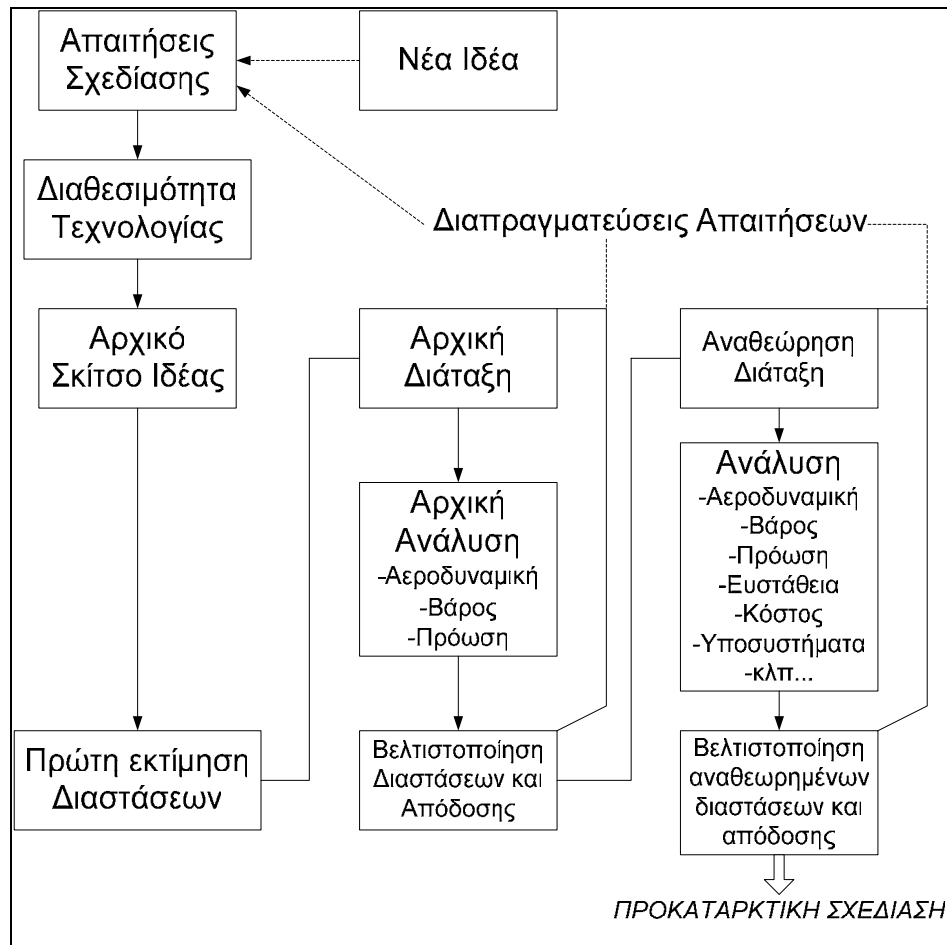 Απαιτήσεις
Σχεδίασης
Νέα Ιδέα
Διαθεσιμότητα
Τεχνολογίας
Διαπραγματεύσεις Απαιτήσεων
Αρχικό
Σκίτσο Ιδέας
Αρχική
Διάταξη
Αναθεώρηση
Διάταξη
Αρχική
Ανάλυση
-Αεροδυναμική
-Βάρος
-Πρόωση
Ανάλυση
-Αεροδυναμική
-Βάρος
-Πρόωση
-Ευστάθεια
-Κόστος
-Υποσυστήματα
-κλπ...
Πρώτη εκτίμηση
Διαστάσεων
Βελτιστοποίηση
Διαστάσεων και
Απόδοσης
Βελτιστοποίηση
αναθεωρημένων
διαστάσεων και
απόδοσης
ΠΡΟΚΑΤΑΡΚΤΙΚΗ ΣΧΕΔΙΑΣΗ